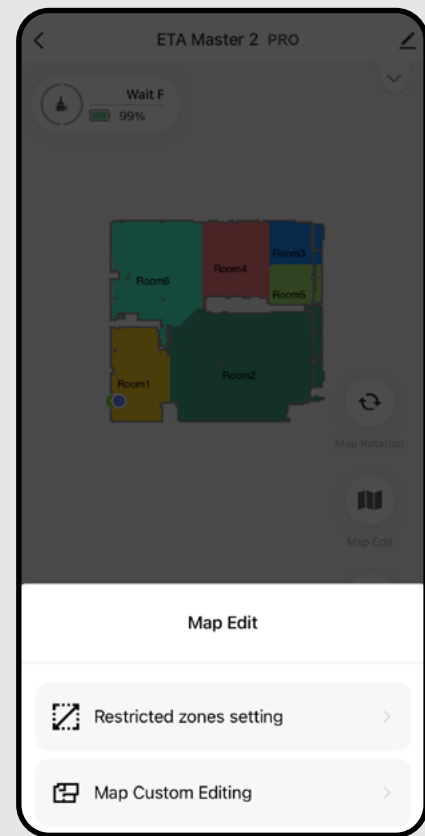 ETA Master 2 PRO
Wait F
99%
Room6
Room4
Room3
Room5
Room1
Room2
Map Rotation
Map Edit
Map Edit
Restricted zones setting
Map Custom Editing